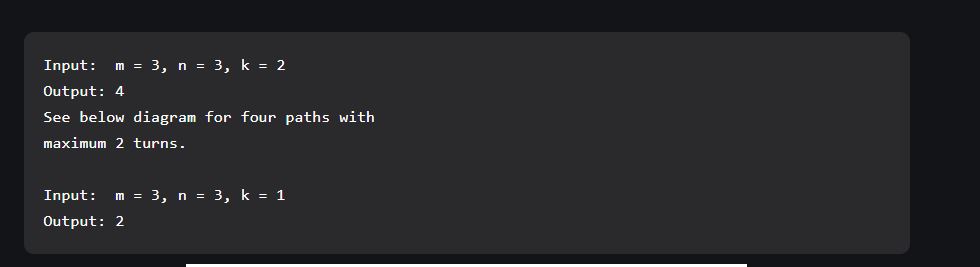 Input:  m = 3, n = 3, k = 2
Output: 4
See below diagram for four paths with
maximum 2 turns.
Input:  m = 3, n = 3, k = 1
Output: 2